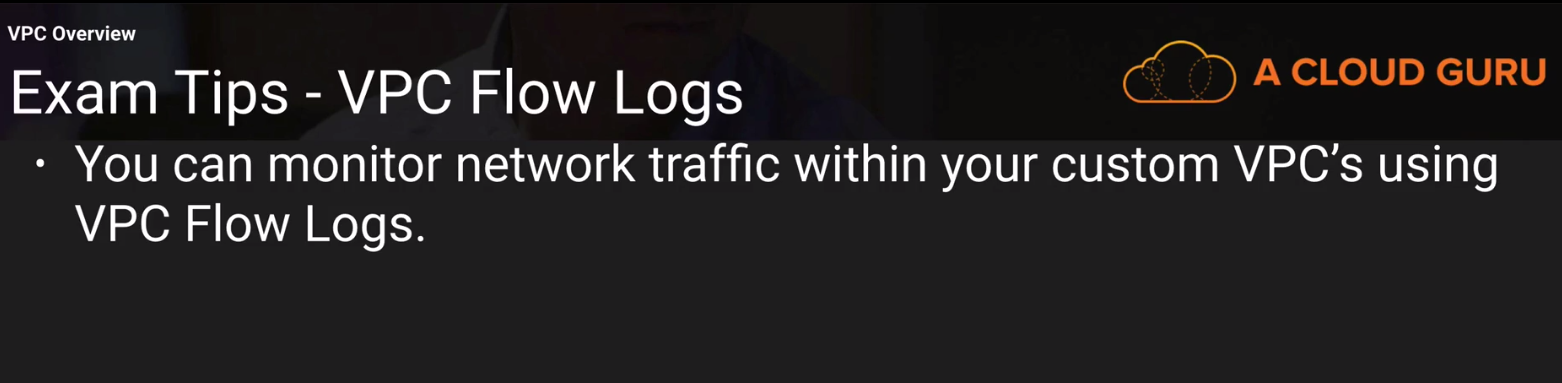 VPC Overview
Exam Tips - VPC Flow Logs
A CLOUD GURU
• You can monitor network traffic within your custom VPC’s using
VPC Flow Logs.